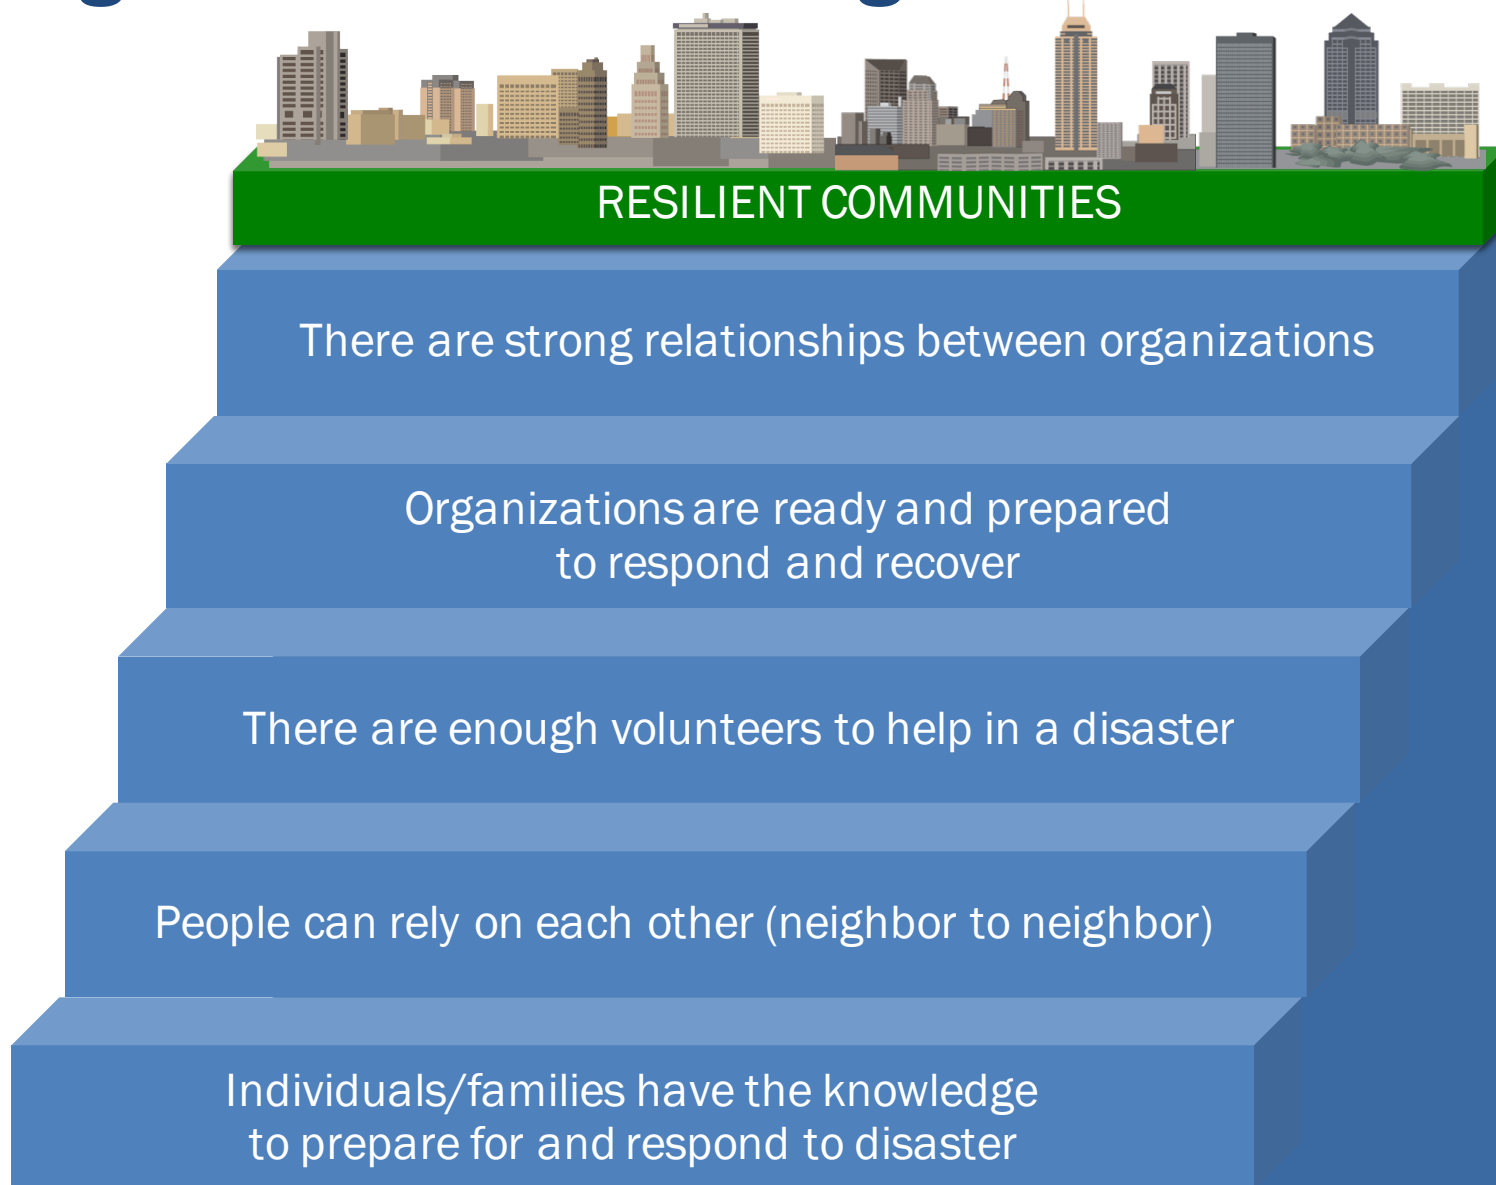 RESILIENT COMMUNITIES
There are strong relationships between organizations
Organizations are ready and prepared
to respond and recover
There are enough volunteers to help in a disaster
People can rely on each other (neighbor to neighbor)
Individuals/families have the knowledge
to prepare for and respond to disaster